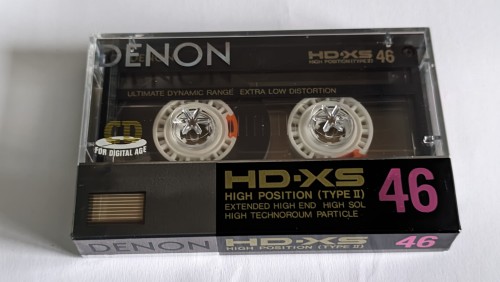 DENON
HD·XS 46
HIGH POSITION (TYPE II)
ULTIMATE DYNAMIC RANGE EXTRA LOW DISTORTION
CD
FOR DIGITAL AGE
HD·XS 46
HIGH POSITION (TYPE II)
EXTENDED HIGH END HIGH SOL
HIGH TECHNOROUM PARTICLE
DENON HD·XS 46
HIGH POSITION (TYPE II)